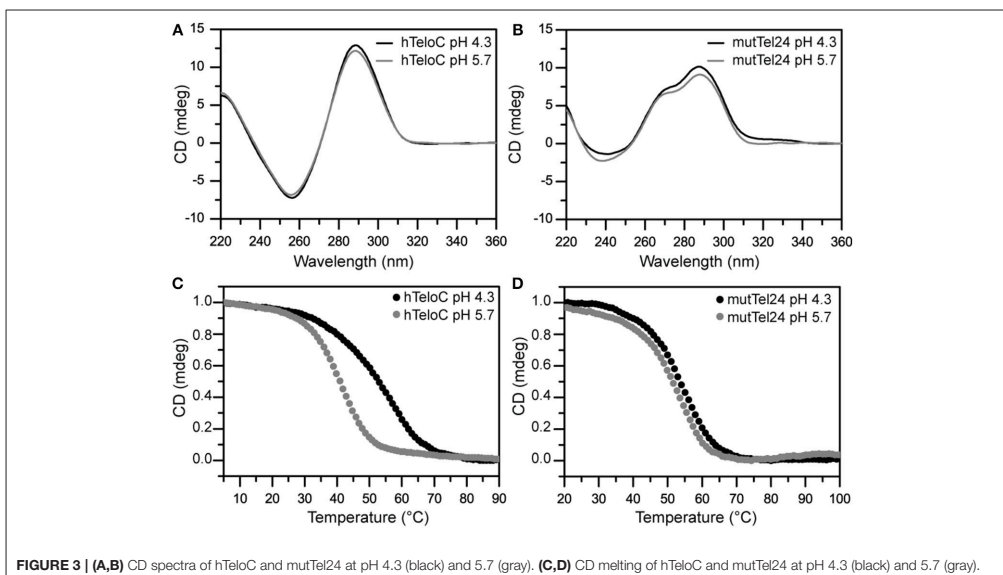 A
hTeloC pH 4.3
hTeloC pH 5.7
CD (mdeg)
15
10
5
0
-5
-10
220 240 260 280 300 320 340 360
Wavelength (nm)
B
mutTel24 pH 4.3
mutTel24 pH 5.7
CD (mdeg)
15
10
5
0
-5
-10
220 240 260 280 300 320 340 360
Wavelength (nm)
C
hTeloC pH 4.3
hTeloC pH 5.7
CD (mdeg)
1.0
0.8
0.6
0.4
0.2
0.0
10 20 30 40 50 60 70 80 90
Temperature (°C)
D
mutTel24 pH 4.3
mutTel24 pH 5.7
CD (mdeg)
1.0
0.8
0.6
0.4
0.2
0.0
20 30 40 50 60 70 80 90 100
Temperature (°C)
FIGURE 3 | (A,B) CD spectra of hTeloC and mutTel24 at pH 4.3 (black) and 5.7 (gray). (C,D) CD melting of hTeloC and mutTel24 at pH 4.3 (black) and 5.7 (gray).